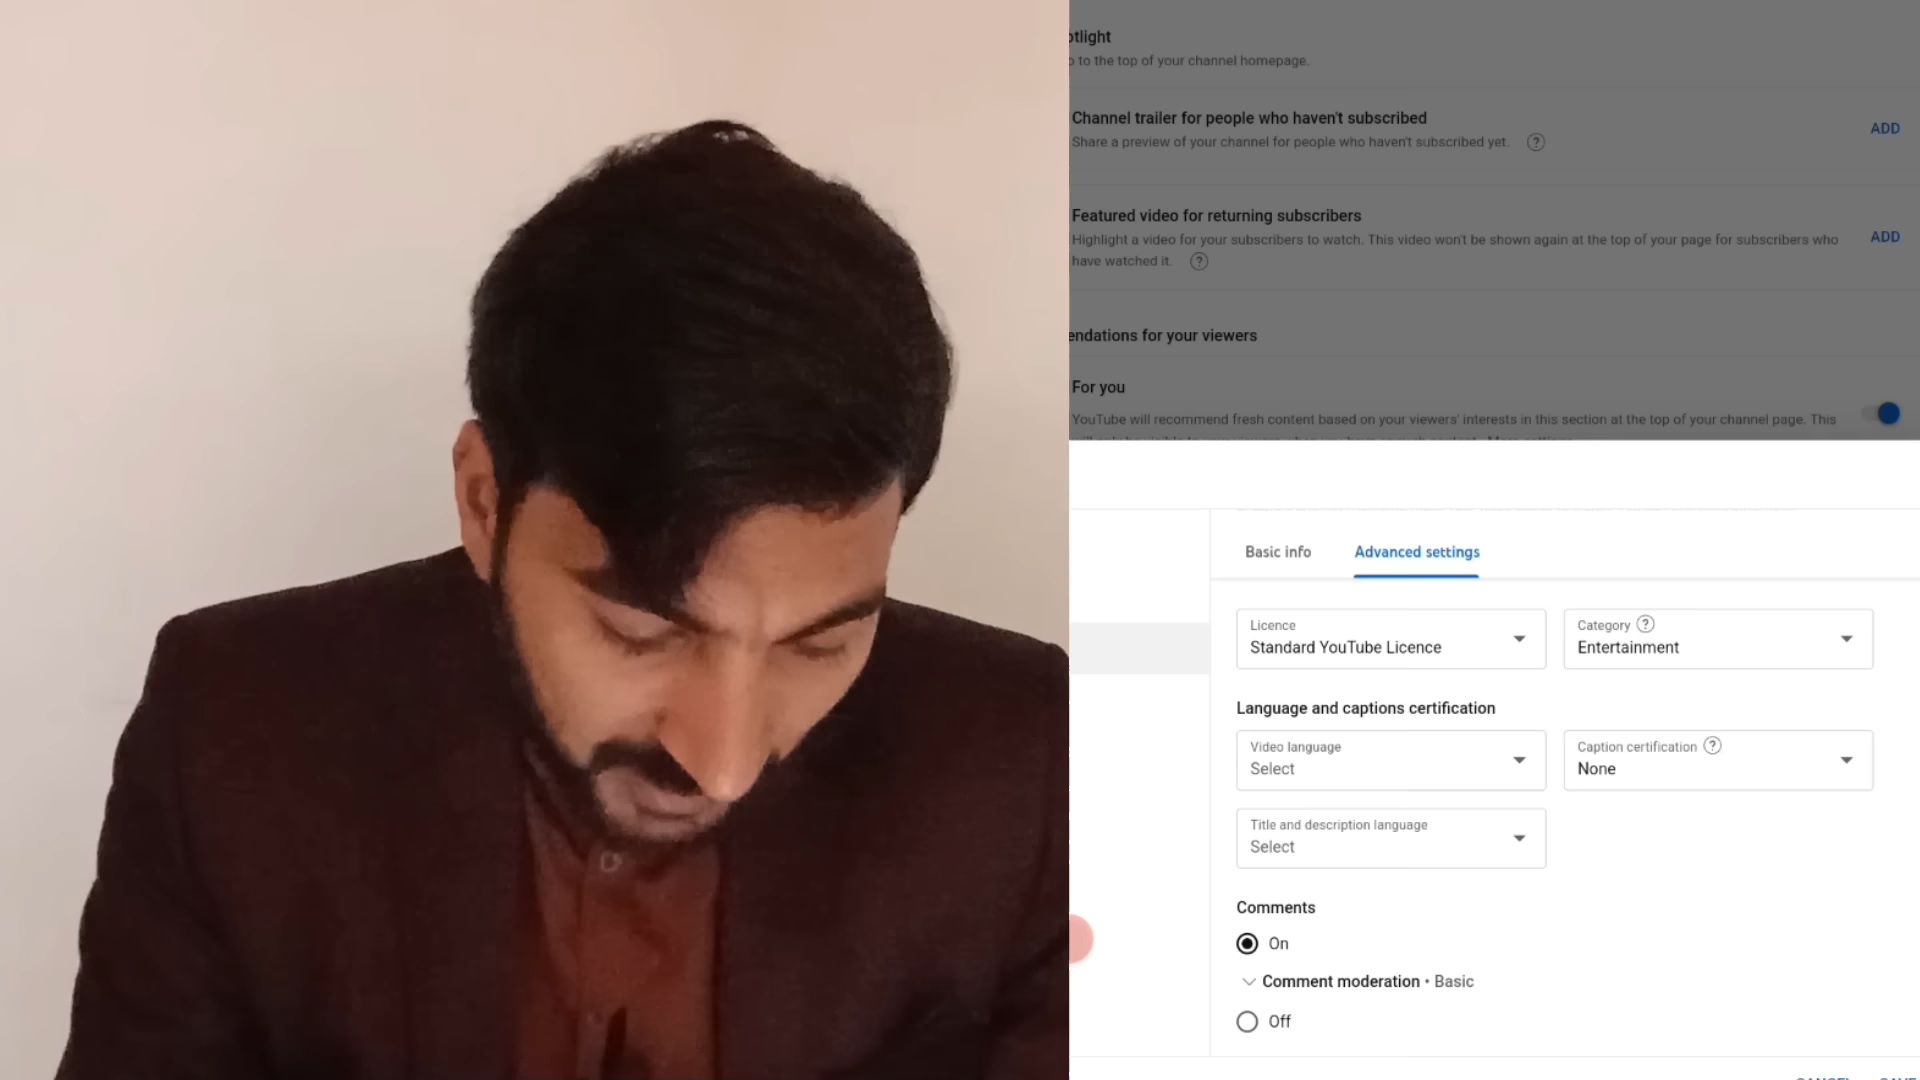 otlight
o to the top of your channel homepage.
Channel trailer for people who haven't subscribed
Share a preview of your channel for people who haven't subscribed yet.
ADD
Featured video for returning subscribers
Highlight a video for your subscribers to watch. This video won't be shown again at the top of your page for subscribers who
have watched it.
ADD
endations for your viewers
For you
YouTube will recommend fresh content based on your viewers' interests in this section at the top of your channel page. This
Basic info
Advanced settings
Licence
Standard YouTube Licence
Category
Entertainment
Language and captions certification
Video language
Select
Caption certification
None
Title and description language
Select
Comments
On
Comment moderation • Basic
Off